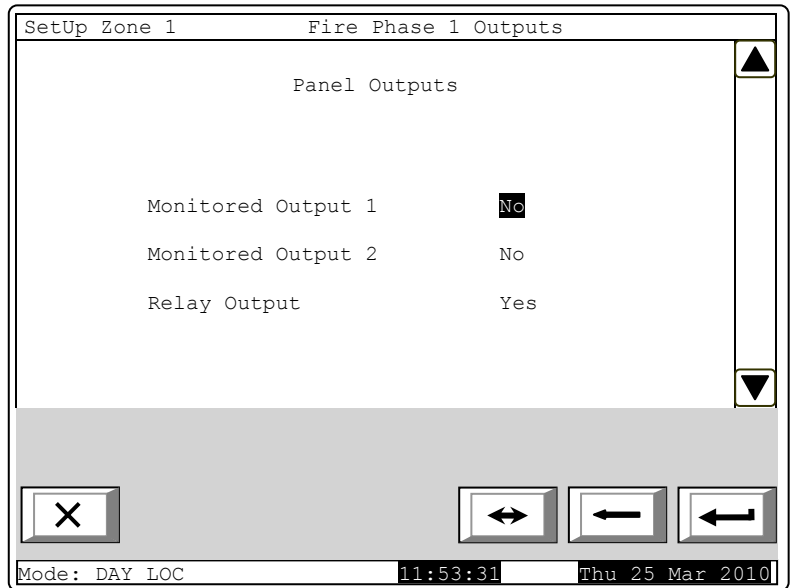 SetUp Zone 1 Fire Phase 1 Outputs
Panel Outputs
Monitored Output 1 No
Monitored Output 2 No
Relay Output Yes
Mode: DAY LOC 11:53:31 Thu 25 Mar 2010